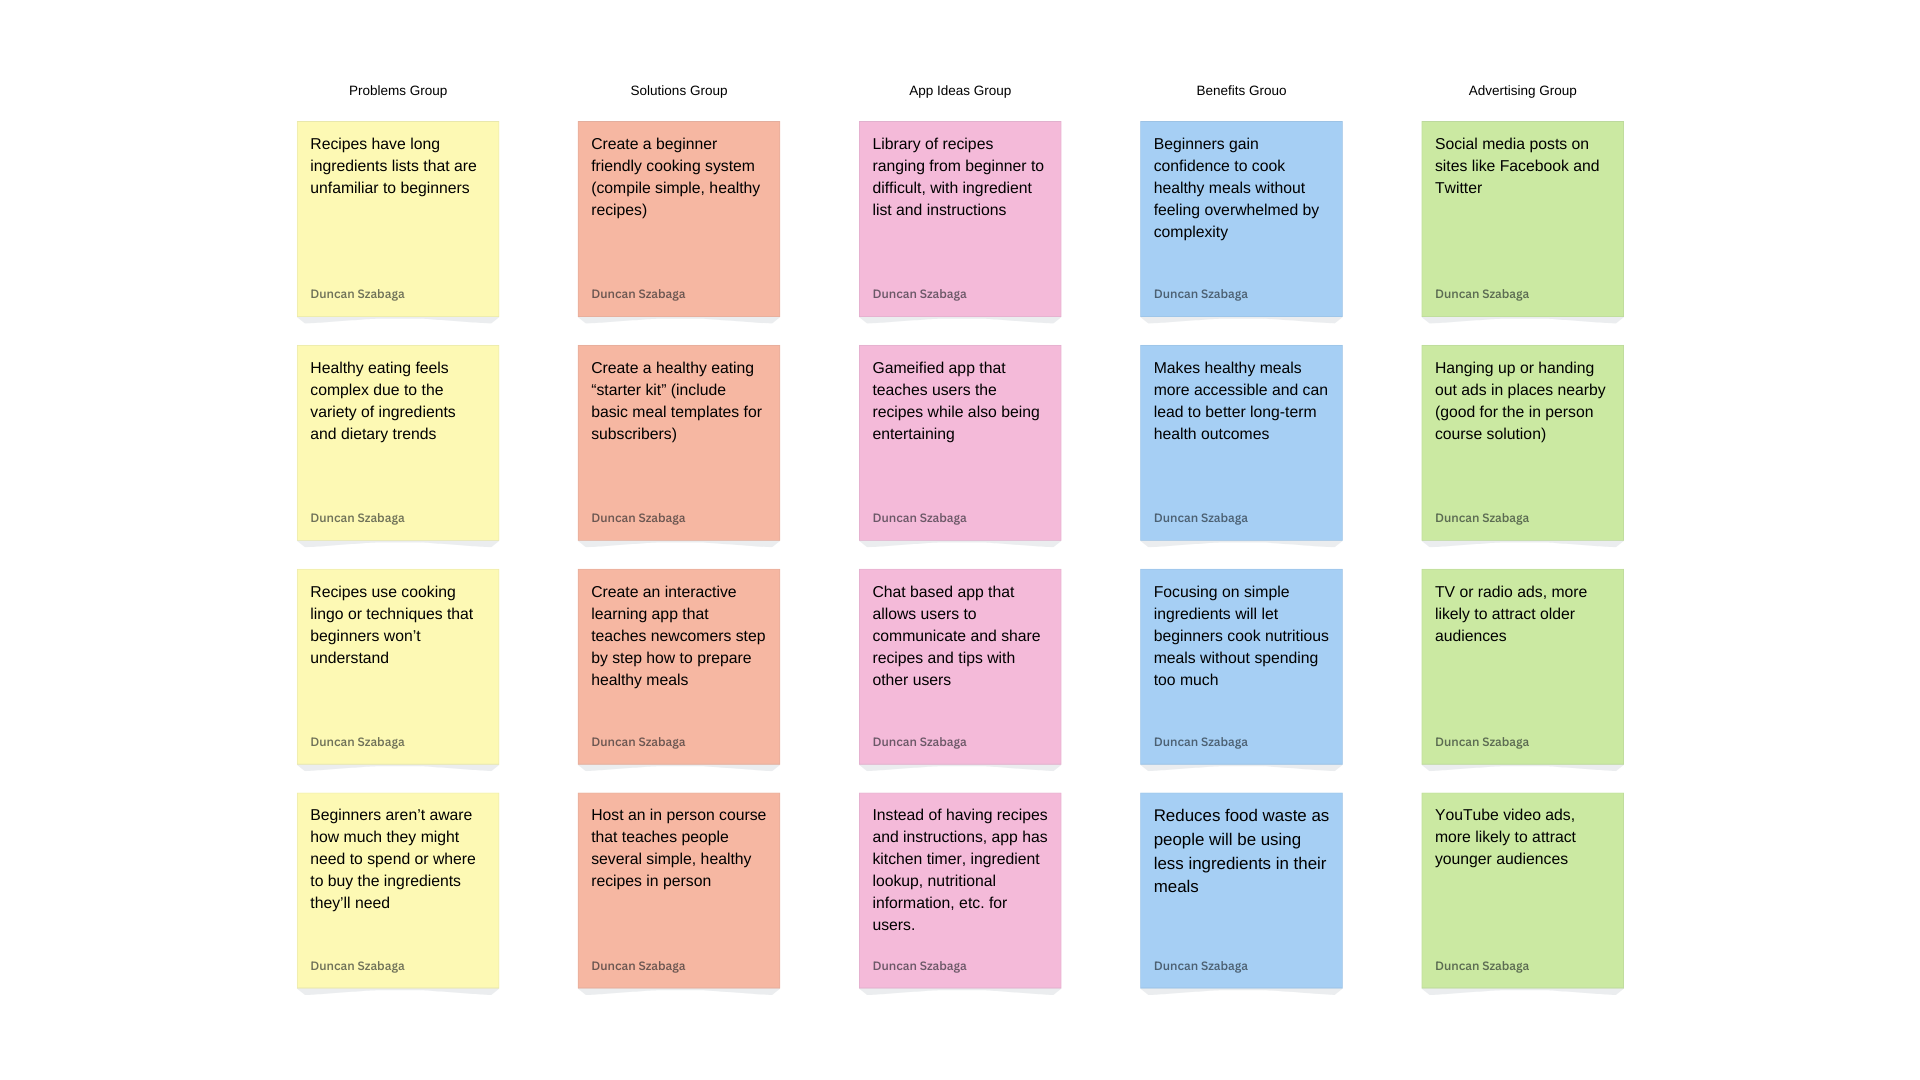 Problems Group
Recipes have long
ingredients lists that are
unfamiliar to beginners
Duncan Szabaga
Healthy eating feels
complex due to the
variety of ingredients
and dietary trends
Duncan Szabaga
Recipes use cooking
lingo or techniques that
beginners won’t
understand
Duncan Szabaga
Beginners aren’t aware
how much they might
need to spend or where
to buy the ingredients
they’ll need
Duncan Szabaga
Solutions Group
Create a beginner
friendly cooking system
(compile simple, healthy
recipes)
Duncan Szabaga
Create a healthy eating
“starter kit” (include
basic meal templates for
subscribers)
Duncan Szabaga
Create an interactive
learning app that
teaches newcomers step
by step how to prepare
healthy meals
Duncan Szabaga
Host an in person course
that teaches people
several simple, healthy
recipes in person
Duncan Szabaga
App Ideas Group
Library of recipes
ranging from beginner to
difficult, with ingredient
list and instructions
Duncan Szabaga
Gameified app that
teaches users the
recipes while also being
entertaining
Duncan Szabaga
Chat based app that
allows users to
communicate and share
recipes and tips with
other users
Duncan Szabaga
Instead of having recipes
and instructions, app has
kitchen timer, ingredient
lookup, nutritional
information, etc. for
users.
Duncan Szabaga
Benefits Grouo
Beginners gain
confidence to cook
healthy meals without
feeling overwhelmed by
complexity
Duncan Szabaga
Makes healthy meals
more accessible and can
lead to better long-term
health outcomes
Duncan Szabaga
Focusing on simple
ingredients will let
beginners cook nutritious
meals without spending
too much
Duncan Szabaga
Reduces food waste as
people will be using
less ingredients in their
meals
Duncan Szabaga
Advertising Group
Social media posts on
sites like Facebook and
Twitter
Duncan Szabaga
Hanging up or handing
out ads in places nearby
(good for the in person
course solution)
Duncan Szabaga
TV or radio ads, more
likely to attract older
audiences
Duncan Szabaga
YouTube video ads,
more likely to attract
younger audiences
Duncan Szabaga